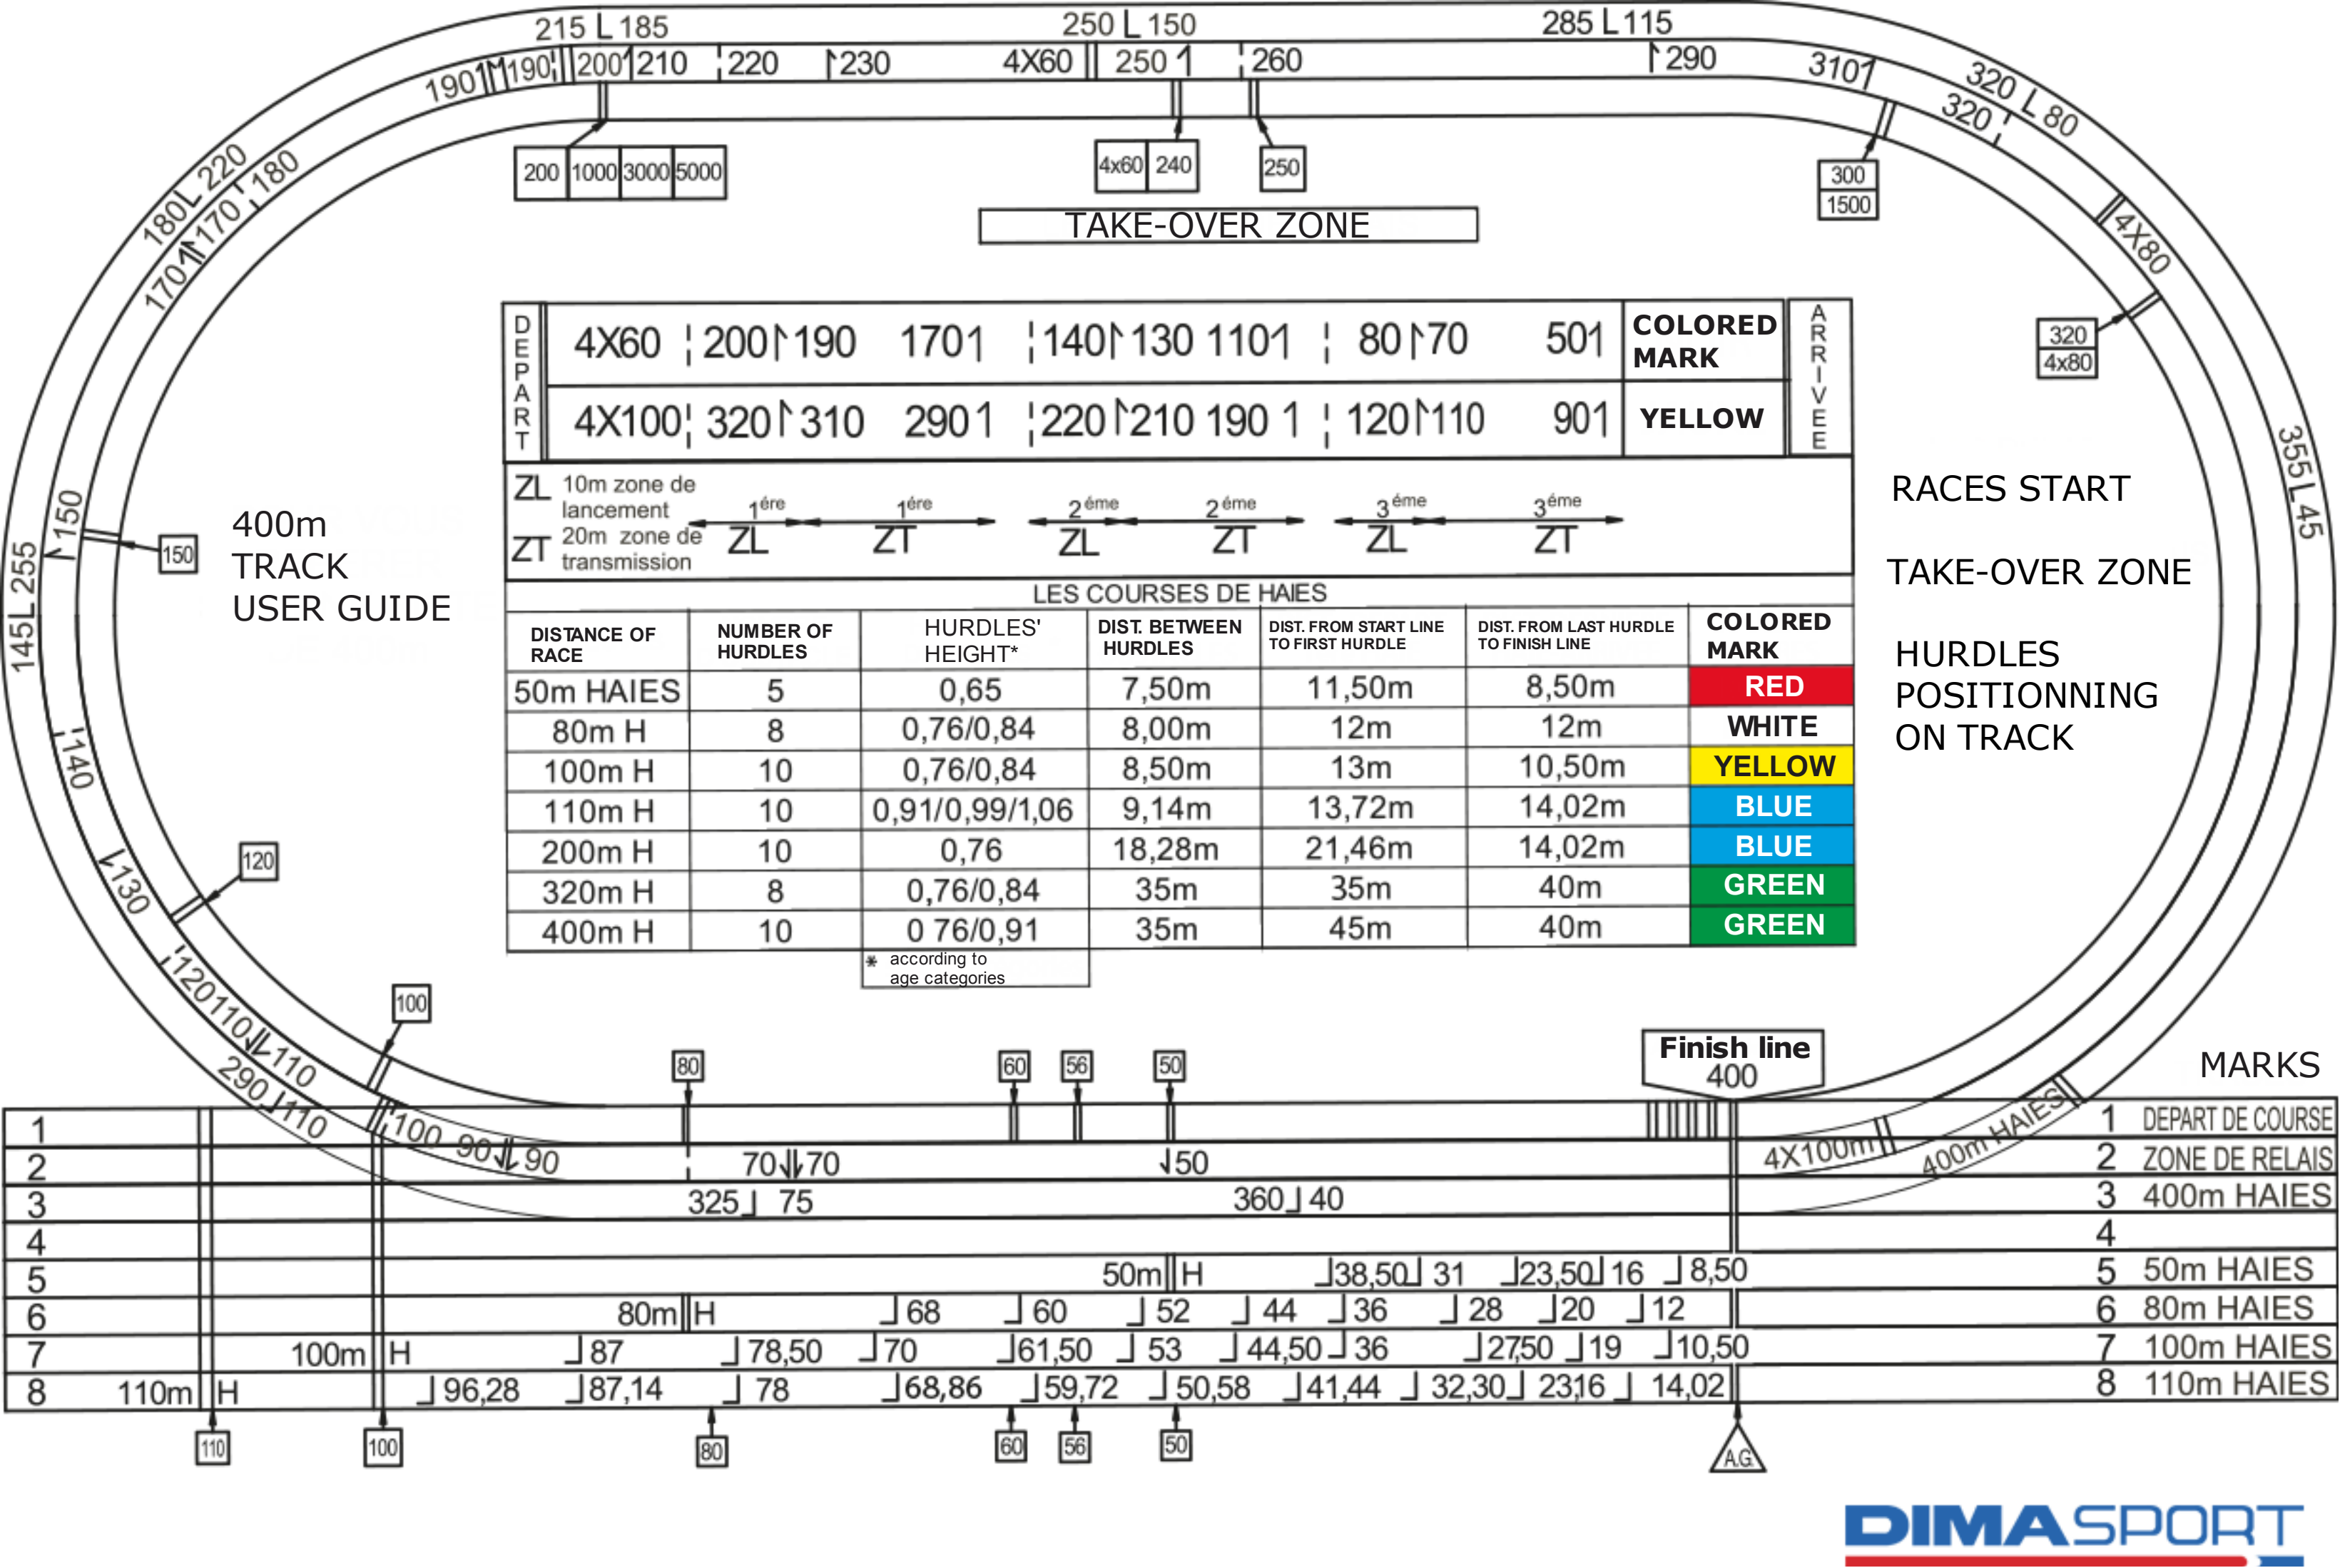 215 L 185
250 L 150
285 L 115
190 190 200 210 220 230 4X60 250 260 290 310
320 L 80
320
200 1000 3000 5000
4x60 240
250
300
1500
180 L 220
180
170
170
TAKE-OVER ZONE
4X80
320
4x80
DEPART
4X60 200 190 170 140 130 110 80 70 50
COLORED
MARK
ARRIVEE
4X100 320 310 290 220 210 190 120 110 90 YELLOW
355 L 45
ZL 10m zone de
lancement
ZT 20m zone de
transmission
1ére 1ére 2éme 2éme 3éme 3éme
ZL ZT ZL ZT ZL ZT
RACES START
TAKE-OVER ZONE
HURDLES
POSITIONNING
ON TRACK
150
150
400m
TRACK
USER GUIDE
145 L 255
140
130
120
120
110
110
290 110
100
LES COURSES DE HAIES
DISTANCE OF
RACE
NUMBER OF
HURDLES
HURDLES'
HEIGHT*
DIST. BETWEEN
HURDLES
DIST. FROM START LINE
TO FIRST HURDLE
DIST. FROM LAST HURDLE
TO FINISH LINE
COLORED
MARK
50m HAIES 5 0,65 7,50m 11,50m 8,50m RED
80m H 8 0,76/0,84 8,00m 12m 12m WHITE
100m H 10 0,76/0,84 8,50m 13m 10,50m YELLOW
110m H 10 0,91/0,99/1,06 9,14m 13,72m 14,02m BLUE
200m H 10 0,76 18,28m 21,46m 14,02m BLUE
320m H 8 0,76/0,84 35m 35m 40m GREEN
400m H 10 0 76/0,91 35m 45m 40m GREEN
* according to
age categories
80 60 56 50
Finish line
400
MARKS
1 100 1 DEPART DE COURSE
2 90 90 70 70 50 4X100m 400m HAIES 2 ZONE DE RELAIS
3 325 75 360 40 3 400m HAIES
4 4
5 50m H 38,50 31 23,50 16 8,50 5 50m HAIES
6 80m H 68 60 52 44 36 28 20 12 6 80m HAIES
7 100m H 87 78,50 70 61,50 53 44,50 36 27,50 19 10,50 7 100m HAIES
8 110m H 96,28 87,14 78 68,86 59,72 50,58 41,44 32,30 23,16 14,02 8 110m HAIES
110 100 80 60 56 50 A.G.
DIMASPORT